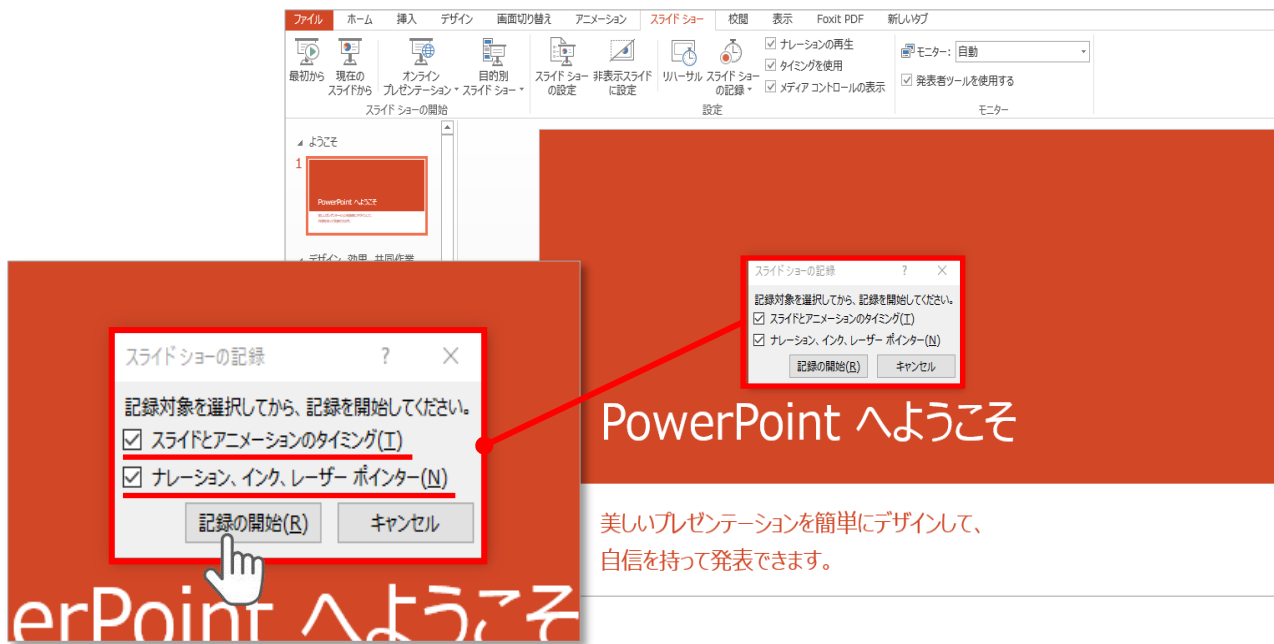 ファイル ホーム 挿入 デザイン 画面切り替え アニメーション スライド ショー 校閲 表示 Foxit PDF 新しいタブ
最初から
現在の
スライドから
オンライン
プレゼンテーション
目的別
スライド ショー
スライド ショー
の設定
非表示スライド
に設定
リハーサル
スライド ショー
の記録
ナレーションの再生
タイミングを使用
メディア コントロールの表示
モニター: 自動
発表者ツールを使用する
スライド ショーの開始
設定
モニター
ようこそ
1
PowerPoint へようこそ
デザイン、効果、共同作業
スライド ショーの記録 ?
記録対象を選択してから、記録を開始してください。
スライドとアニメーションのタイミング(T)
ナレーション、インク、レーザー ポインター(N)
記録の開始(R) キャンセル
PowerPoint へようこそ
美しいプレゼンテーションを簡単にデザインして、
自信を持って発表できます。
スライド ショーの記録 ?
記録対象を選択してから、記録を開始してください。
スライドとアニメーションのタイミング(T)
ナレーション、インク、レーザー ポインター(N)
記録の開始(R) キャンセル
erPoint へようこそ